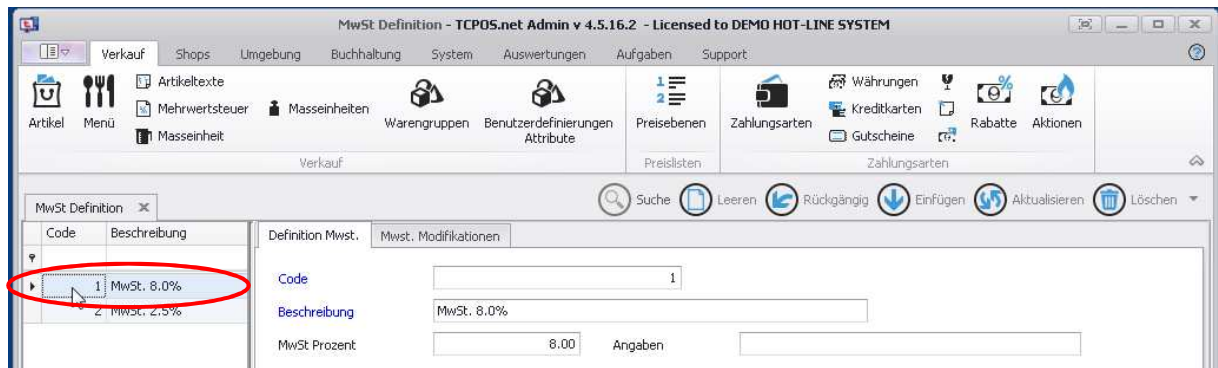 MwSt Definition - TCPOS.net Admin v 4.5.16.2 - Licensed to DEMO HOT-LINE SYSTEM
Verkauf Shops Umgebung Buchhaltung System Auswertungen Aufgaben Support
Artikel
Menü
Artikeltexte
Mehrwertsteuer
Masseinheit
Masseinheiten
Warengruppen
Benutzerdefinierungen
Attribute
Verkauf
1
2
Preisebenen
Preislisten
Zahlungsarten
Währungen
Kreditkarten
Gutscheine
Rabatte
Aktionen
Zahlungsarten
MwSt Definition
Suche Leeren Rückgängig Einfügen Aktualisieren Löschen
Code Beschreibung
1 MwSt. 8.0%
2 MwSt. 2.5%
Definition Mwst. Mwst. Modifikationen
Code 1
Beschreibung MwSt. 8.0%
MwSt Prozent 8.00 Angaben